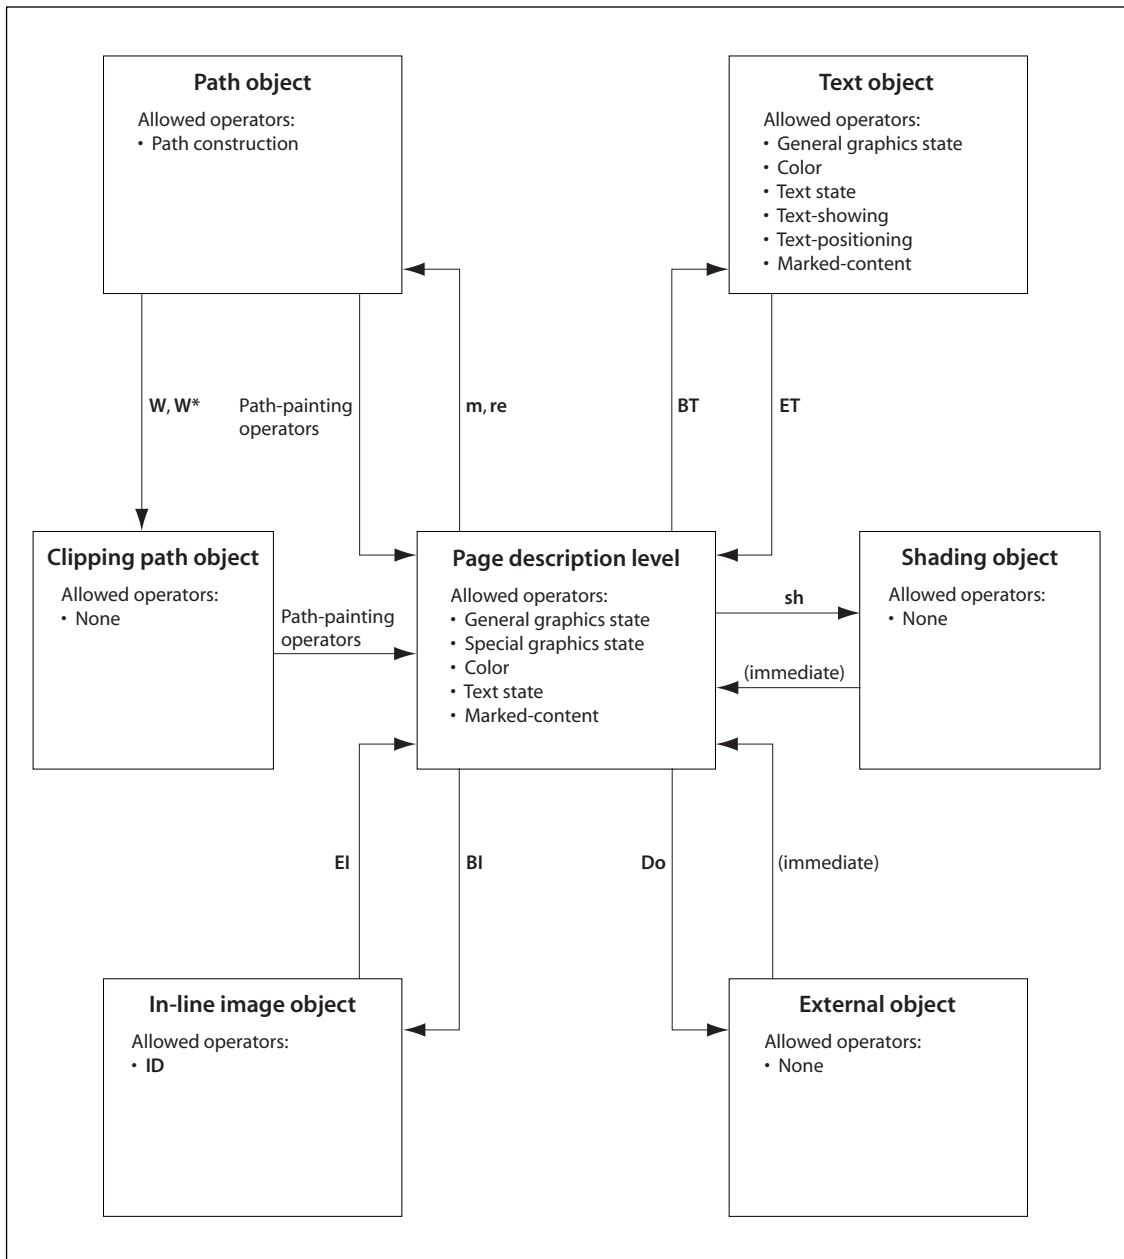 Path object
Allowed operators:
• Path construction
Text object
Allowed operators:
• General graphics state
• Color
• Text state
• Text-showing
• Text-positioning
• Marked-content
W, W*
Path-painting
operators
m, re
BT
ET
Clipping path object
Allowed operators:
• None
Path-painting
operators
Page description level
Allowed operators:
• General graphics state
• Special graphics state
• Color
• Text state
• Marked-content
sh
(immediate)
Shading object
Allowed operators:
• None
EI
BI
Do
(immediate)
In-line image object
Allowed operators:
• ID
External object
Allowed operators:
• None